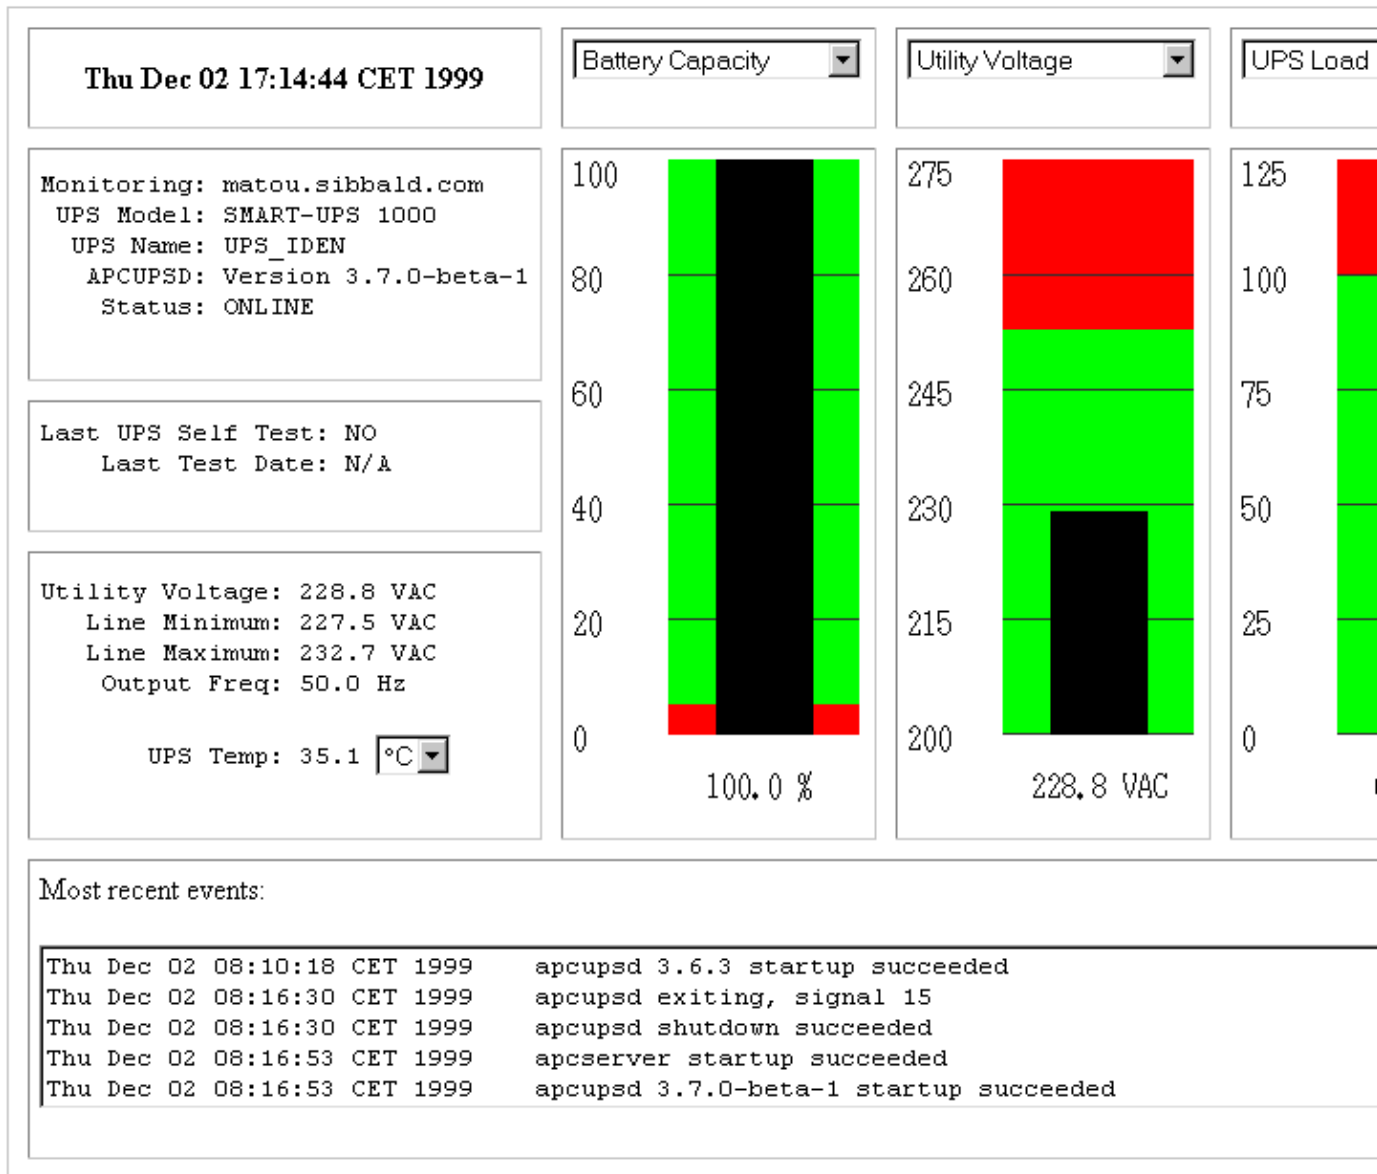 Thu Dec 02 17:14:44 CET 1999
Battery Capacity
Utility Voltage
UPS Load
Monitoring: matou.sibbald.com
UPS Model: SMART-UPS 1000
UPS Name: UPS_IDEN
APCUPSD: Version 3.7.0-beta-1
Status: ONLINE
Last UPS Self Test: NO
Last Test Date: N/A
Utility Voltage: 228.8 VAC
Line Minimum: 227.5 VAC
Line Maximum: 232.7 VAC
Output Freq: 50.0 Hz
UPS Temp: 35.1 °C
100
80
60
40
20
0
100.0 %
275
260
245
230
215
200
228.8 VAC
125
100
75
50
25
0
Most recent events:
Thu Dec 02 08:10:18 CET 1999 apcupsd 3.6.3 startup succeeded
Thu Dec 02 08:16:30 CET 1999 apcupsd exiting, signal 15
Thu Dec 02 08:16:30 CET 1999 apcupsd shutdown succeeded
Thu Dec 02 08:16:53 CET 1999 apcserver startup succeeded
Thu Dec 02 08:16:53 CET 1999 apcupsd 3.7.0-beta-1 startup succeeded